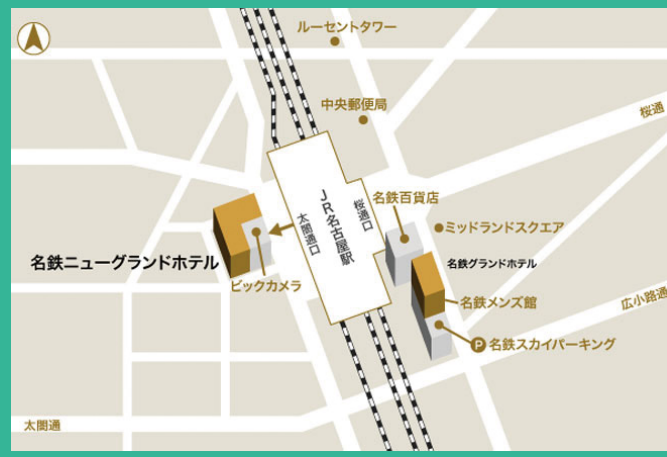 ルーセントタワー
中央郵便局
桜通
名鉄百貨店
JR名古屋駅
桜通口
太閤通口
ミッドランドスクエア
名鉄ニューグランドホテル
ビックカメラ
名鉄グランドホテル
名鉄メンズ館
広小路通
P 名鉄スカイパーキング
太閤通